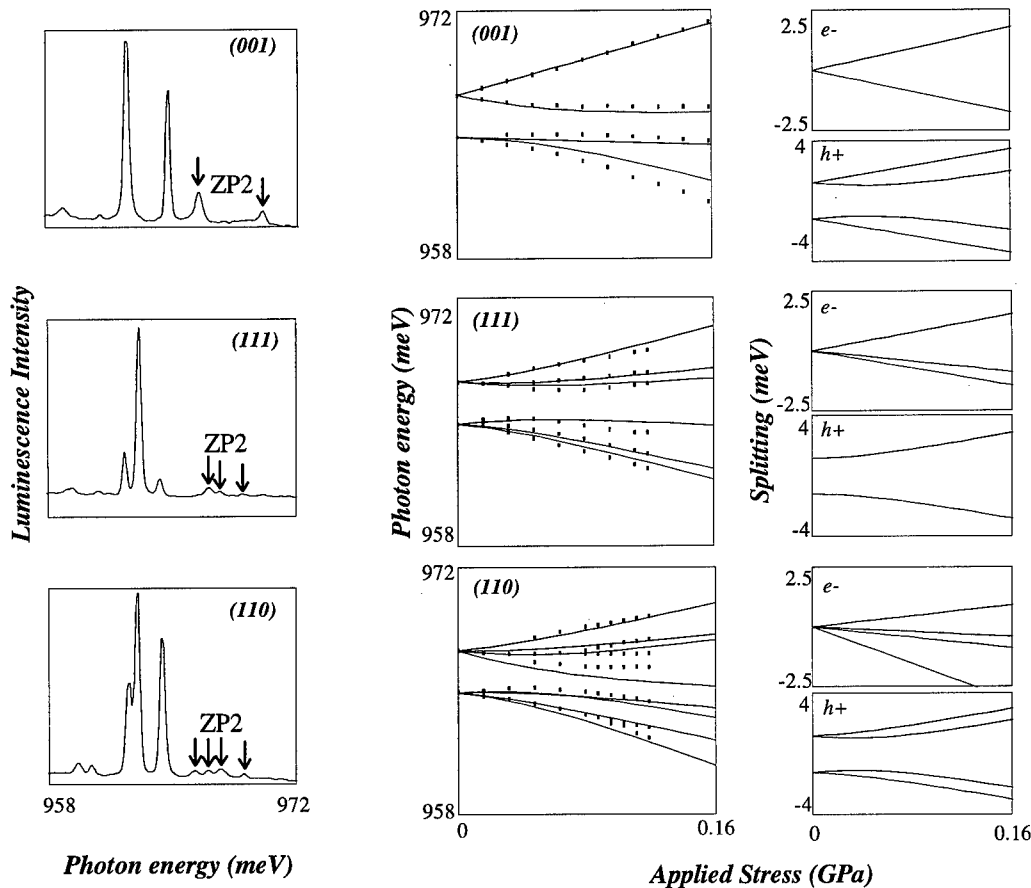 (001)
ZP2
(111)
ZP2
(110)
ZP2
958
972
Luminescence Intensity
Photon energy (meV)
972
(001)
958
972
(111)
958
972
(110)
958
0
0.16
Photon energy (meV)
2.5
e-
-2.5
4
h+
-4
2.5
e-
-2.5
4
h+
-4
2.5
e-
-2.5
4
h+
-4
0
0.16
Splitting (meV)
Applied Stress (GPa)